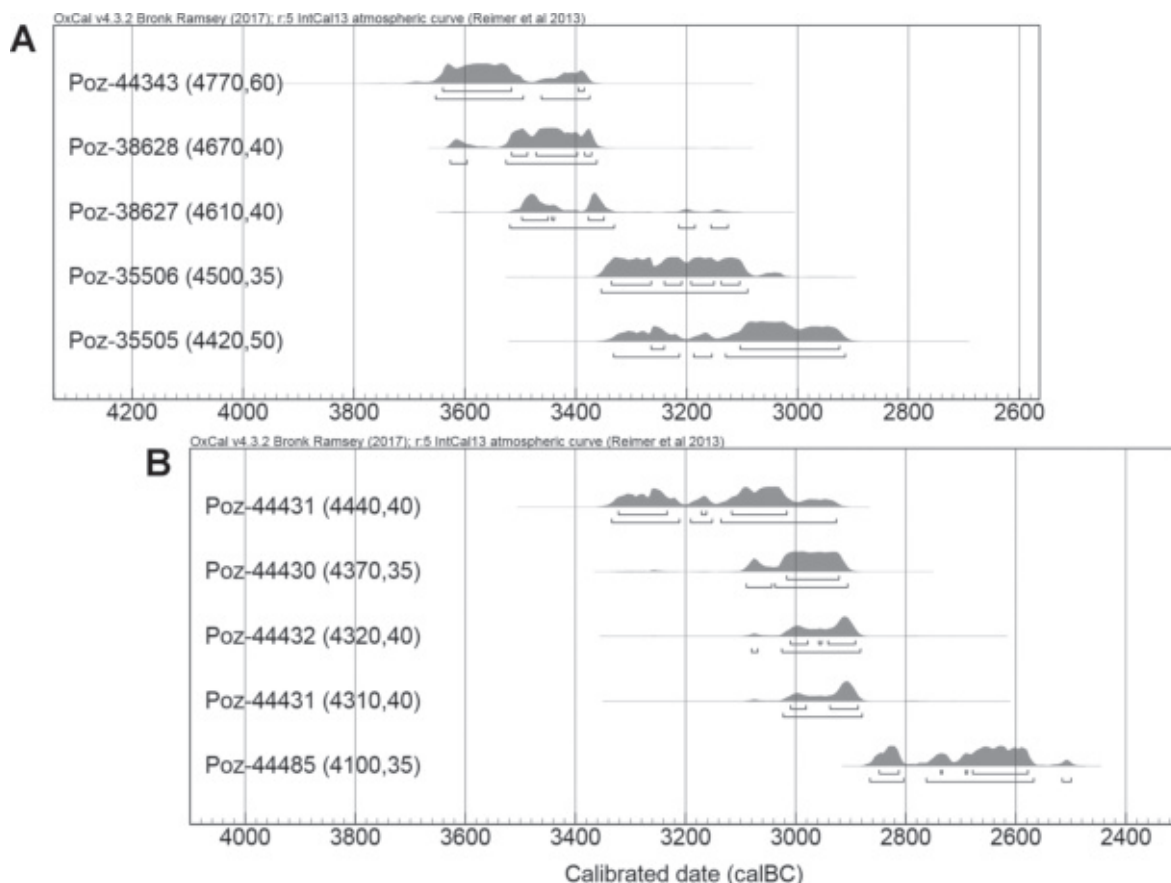 OxCal v4.3.2 Bronk Ramsey (2017); r:5 IntCal13 atmospheric curve (Reimer et al 2013)
A
Poz-44343 (4770,60)
Poz-38628 (4670,40)
Poz-38627 (4610,40)
Poz-35506 (4500,35)
Poz-35505 (4420,50)
4200 4000 3800 3600 3400 3200 3000 2800 2600
OxCal v4.3.2 Bronk Ramsey (2017); r:5 IntCal13 atmospheric curve (Reimer et al 2013)
B
Poz-44431 (4440,40)
Poz-44430 (4370,35)
Poz-44432 (4320,40)
Poz-44431 (4310,40)
Poz-44485 (4100,35)
4000 3800 3600 3400 3200 3000 2800 2600 2400
Calibrated date (calBC)